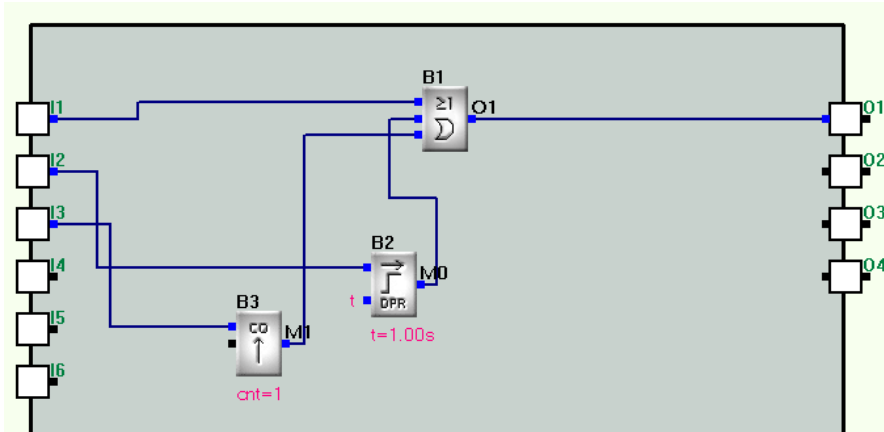 B1
I1
≥1
O1
O1
I2
O2
I3
O3
B2
I4
M0
O4
B3
t
DPR
I5
CO
M1
t=1.00s
I6
cnt=1